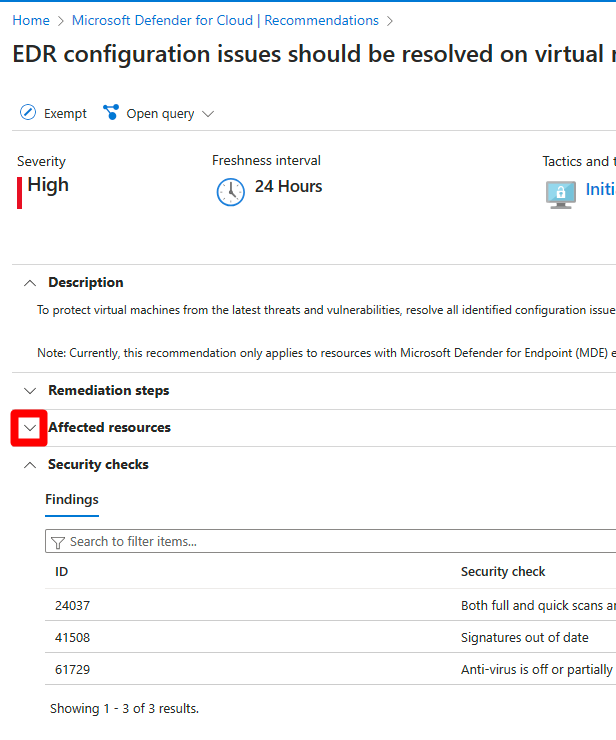 Home > Microsoft Defender for Cloud | Recommendations >
EDR configuration issues should be resolved on virtual
Exempt Open query
Severity Freshness interval Tactics and
High 24 Hours Initi
Description
To protect virtual machines from the latest threats and vulnerabilities, resolve all identified configuration issue
Note: Currently, this recommendation only applies to resources with Microsoft Defender for Endpoint (MDE)
Remediation steps
Affected resources
Security checks
Findings
Search to filter items...
ID Security check
24037 Both full and quick scans
41508 Signatures out of date
61729 Anti-virus is off or partially
Showing 1 - 3 of 3 results.